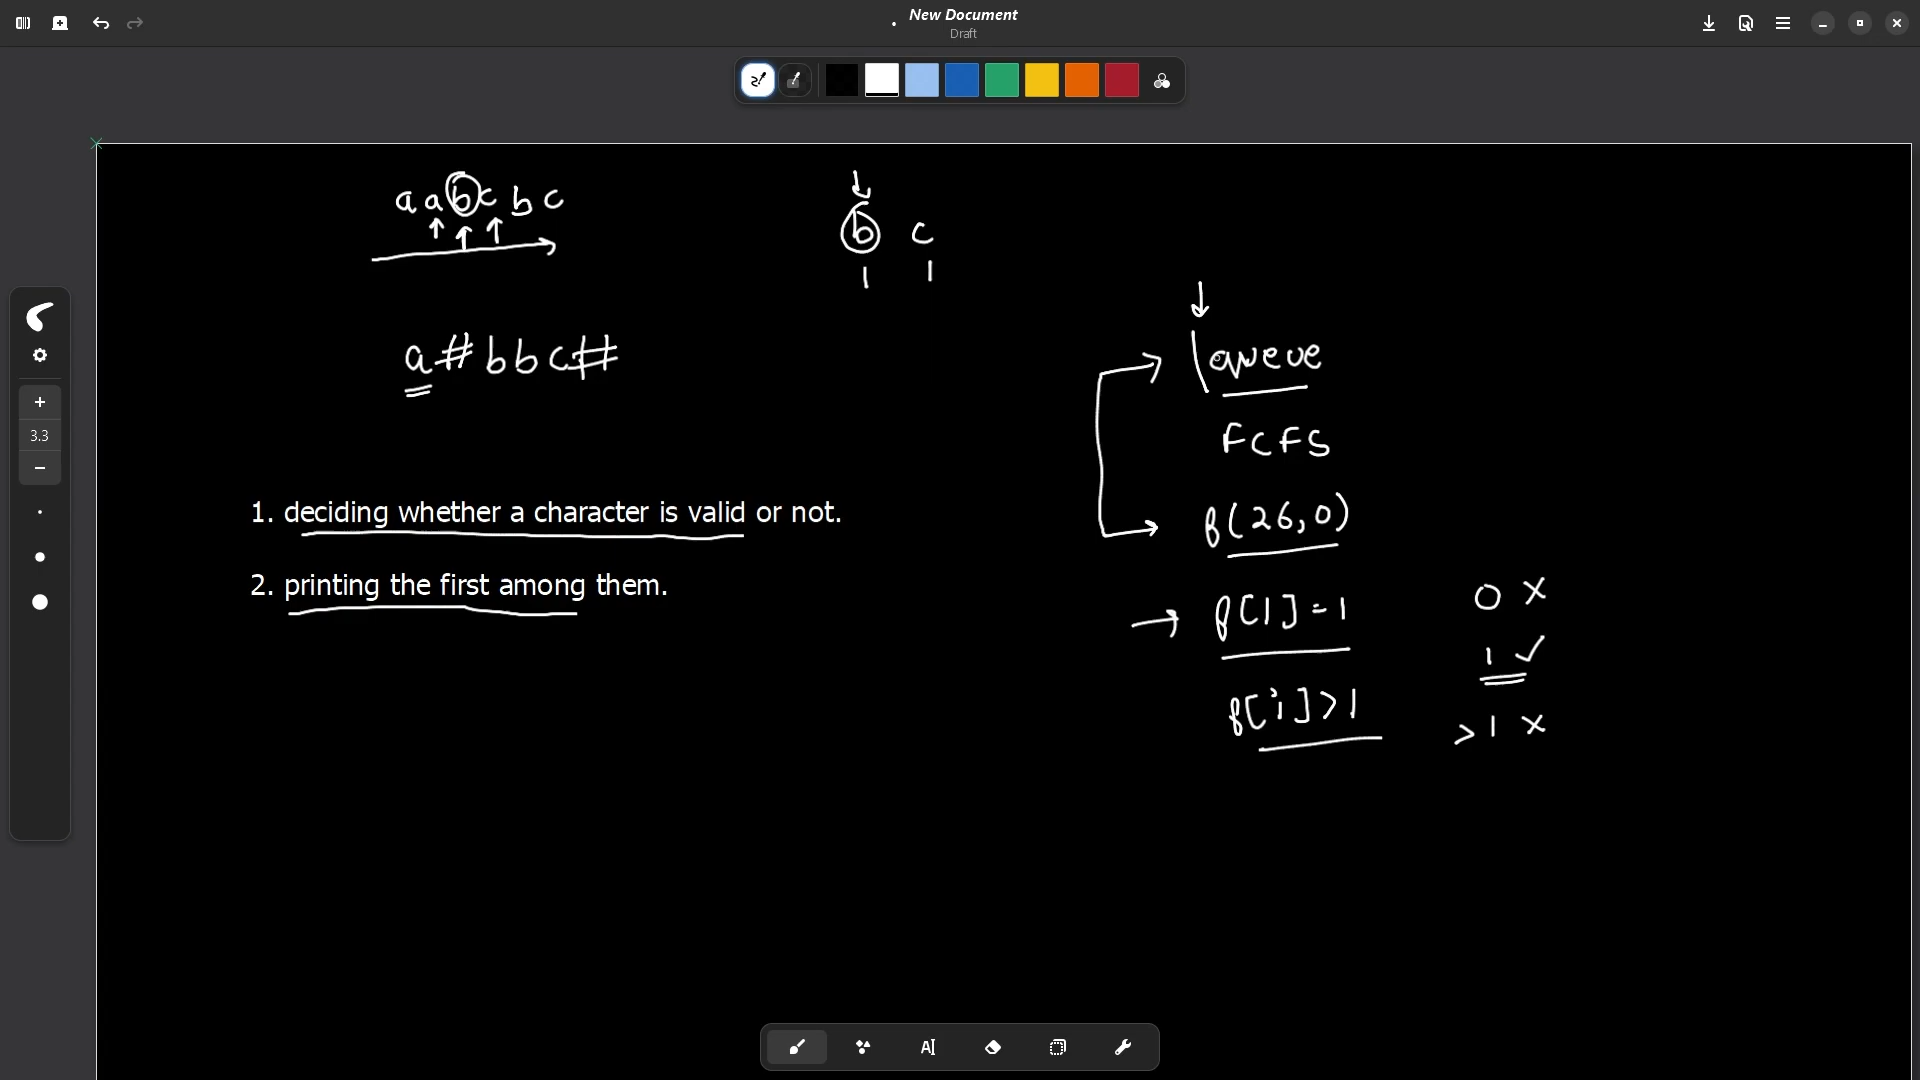 New Document
Draft
a a b c b c
b c
1 1
a # b b c #
queue
FCFS
3.3
1. deciding whether a character is valid or not.
f(26,0)
2. printing the first among them.
0 x
f[1] = 1
1 ✓
f[i] > 1
> 1 x